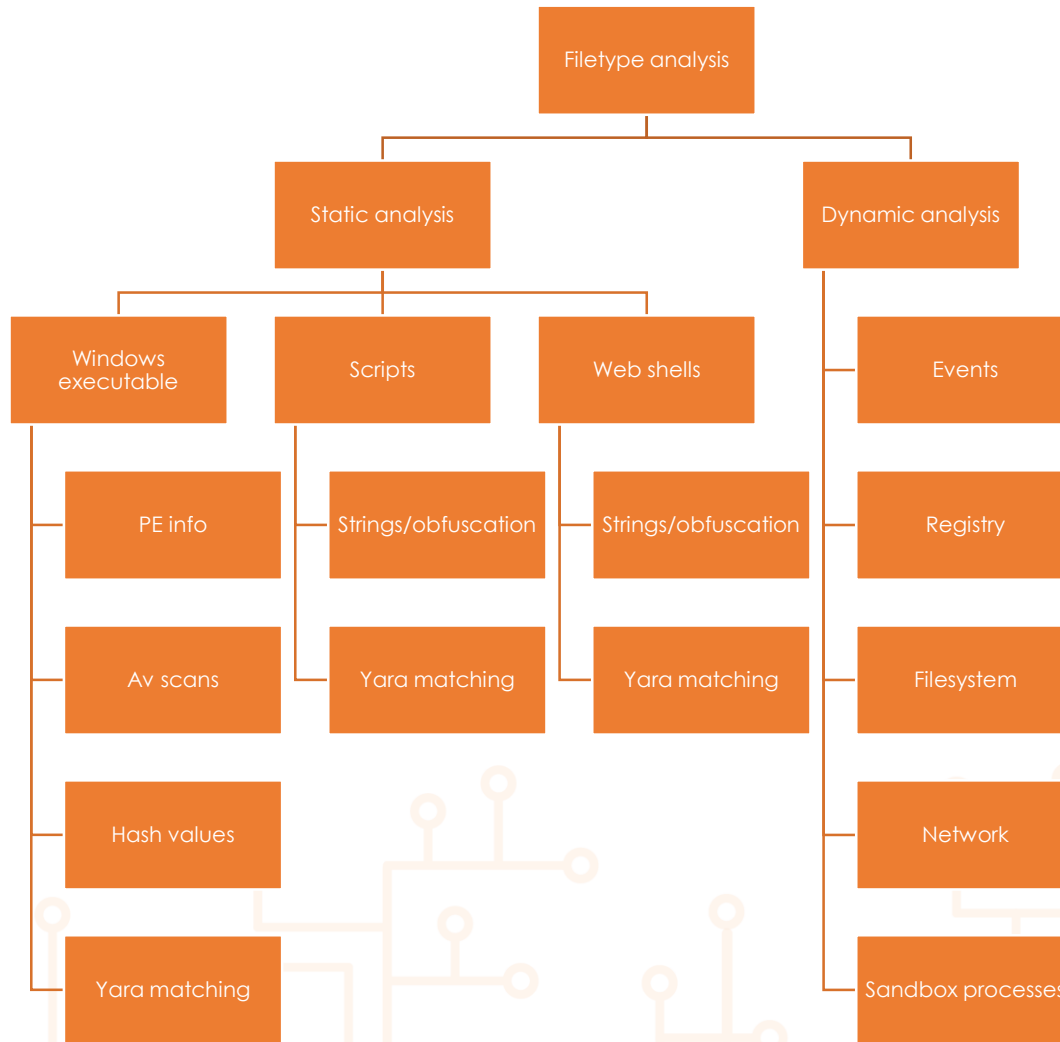 Filetype analysis
Static analysis
Dynamic analysis
Windows
executable
Scripts
Web shells
Events
PE info
Strings/obfuscation
Strings/obfuscation
Registry
Av scans
Yara matching
Yara matching
Filesystem
Hash values
Network
Yara matching
Sandbox processes